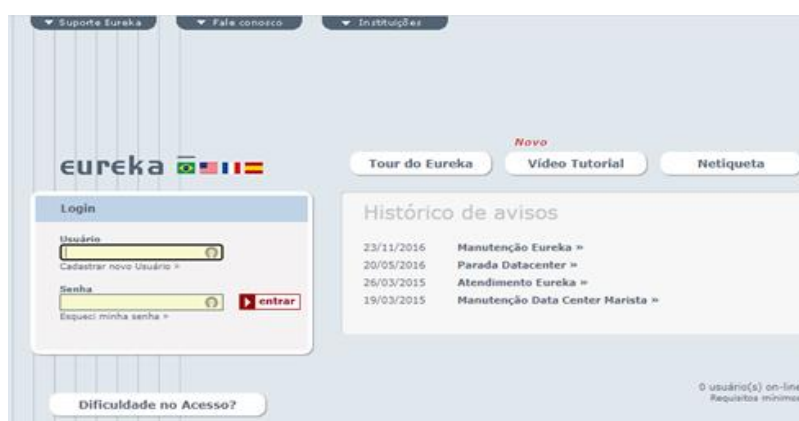 Suporte Eureka
Fale conosco
Instituições
Novo
eureka
Tour do Eureka
Vídeo Tutorial
Netiqueta
Login
Usuário
Cadastrar novo Usuário »
Senha
entrar
Esqueci minha senha »
Histórico de avisos
23/11/2016 Manutenção Eureka »
20/05/2016 Parada Datacenter »
26/03/2015 Atendimento Eureka »
19/03/2015 Manutenção Data Center Marista »
Dificuldade no Acesso?
0 usuário(s) on-line
Requisitos mínimos